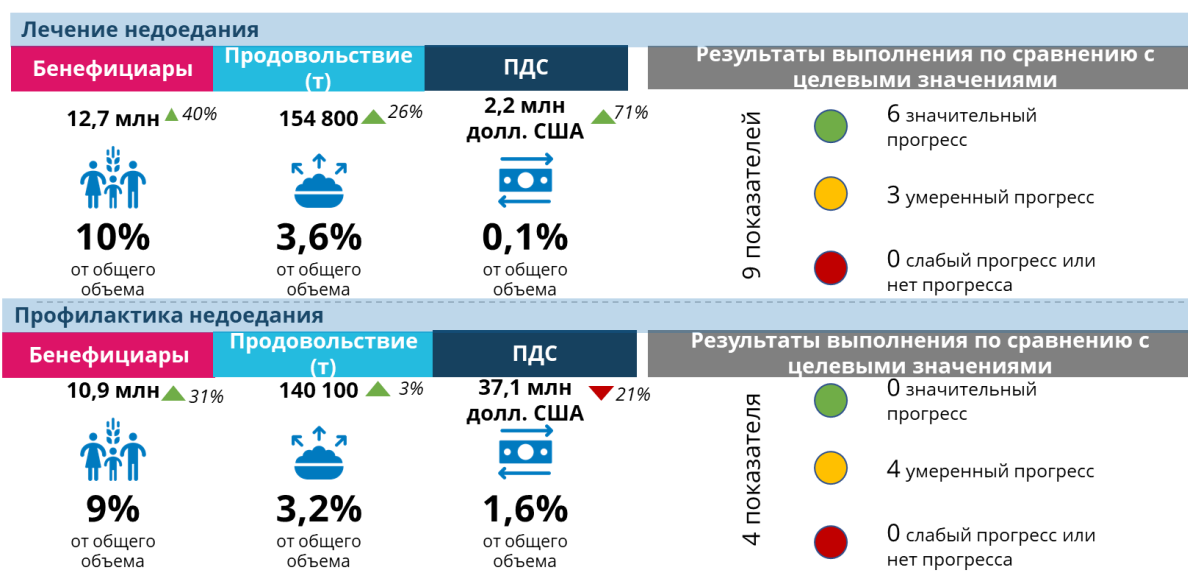 Лечение недоедания
Бенефициары
Продовольствие
(т)
ПДС
Результаты выполнения по сравнению с
целевыми значениями
12,7 млн
40%
154 800
26%
2,2 млн
долл. США
71%
10%
от общего
объема
3,6%
от общего
объема
0,1%
от общего
объема
9 показателей
6 значительный
прогресс
3 умеренный прогресс
0 слабый прогресс или
нет прогресса
Профилактика недоедания
Бенефициары
Продовольствие
(т)
ПДС
Результаты выполнения по сравнению с
целевыми значениями
10,9 млн
31%
140 100
3%
37,1 млн
долл. США
21%
9%
от общего
объема
3,2%
от общего
объема
1,6%
от общего
объема
4 показателя
0 значительный
прогресс
4 умеренный прогресс
0 слабый прогресс или
нет прогресса